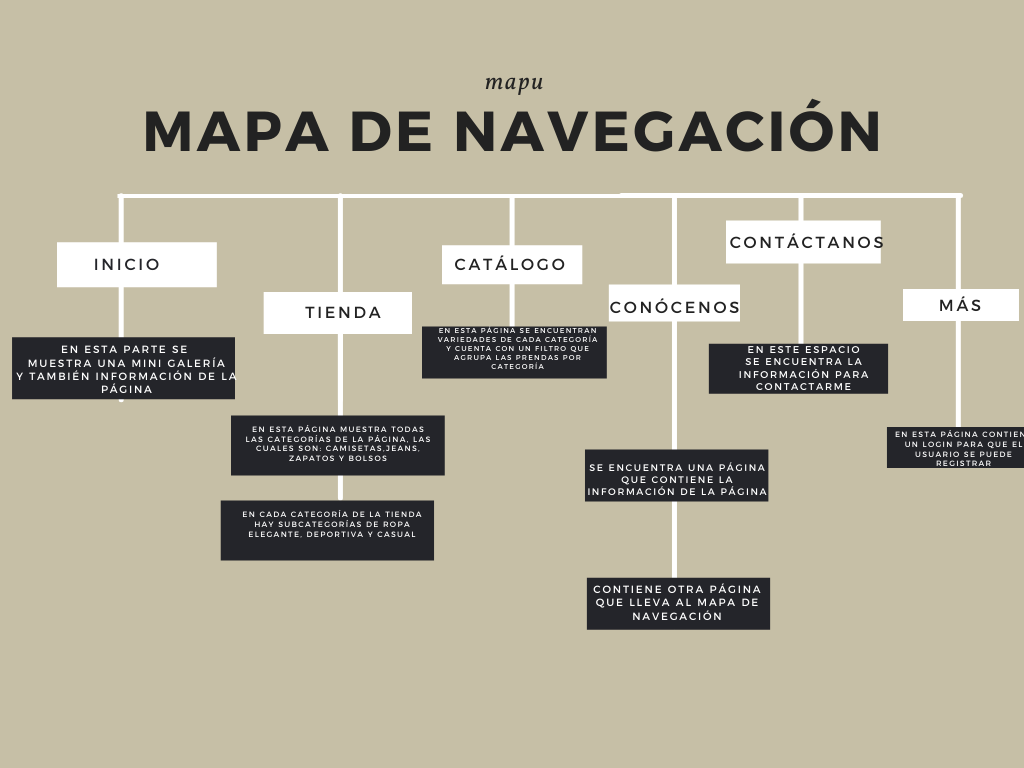 mapu
MAPA DE NAVEGACIÓN
INICIO
EN ESTA PARTE SE
MUESTRA UNA MINI GALERÍA
Y TAMBIÉN INFORMACIÓN DE LA
PÁGINA
TIENDA
EN ESTA PÁGINA MUESTRA TODAS
LAS CATEGORÍAS DE LA PÁGINA, LAS
CUALES SON: CAMISETAS,JEANS,
ZAPATOS Y BOLSOS
EN CADA CATEGORÍA DE LA TIENDA
HAY SUBCATEGORÍAS DE ROPA
ELEGANTE, DEPORTIVA Y CASUAL
CATÁLOGO
EN ESTA PÁGINA SE ENCUENTRAN
VARIEDADES DE CADA CATEGORÍA
Y CUENTA CON UN FILTRO QUE
AGRUPA LAS PRENDAS POR
CATEGORÍA
CONÓCENOS
SE ENCUENTRA UNA PÁGINA
QUE CONTIENE LA
INFORMACIÓN DE LA PÁGINA
CONTIENE OTRA PÁGINA
QUE LLEVA AL MAPA DE
NAVEGACIÓN
CONTÁCTANOS
EN ESTE ESPACIO
SE ENCUENTRA LA
INFORMACIÓN PARA
CONTACTARME
MÁS
EN ESTA PÁGINA CONTIEN
UN LOGIN PARA QUE EL
USUARIO SE PUEDE
REGISTRAR